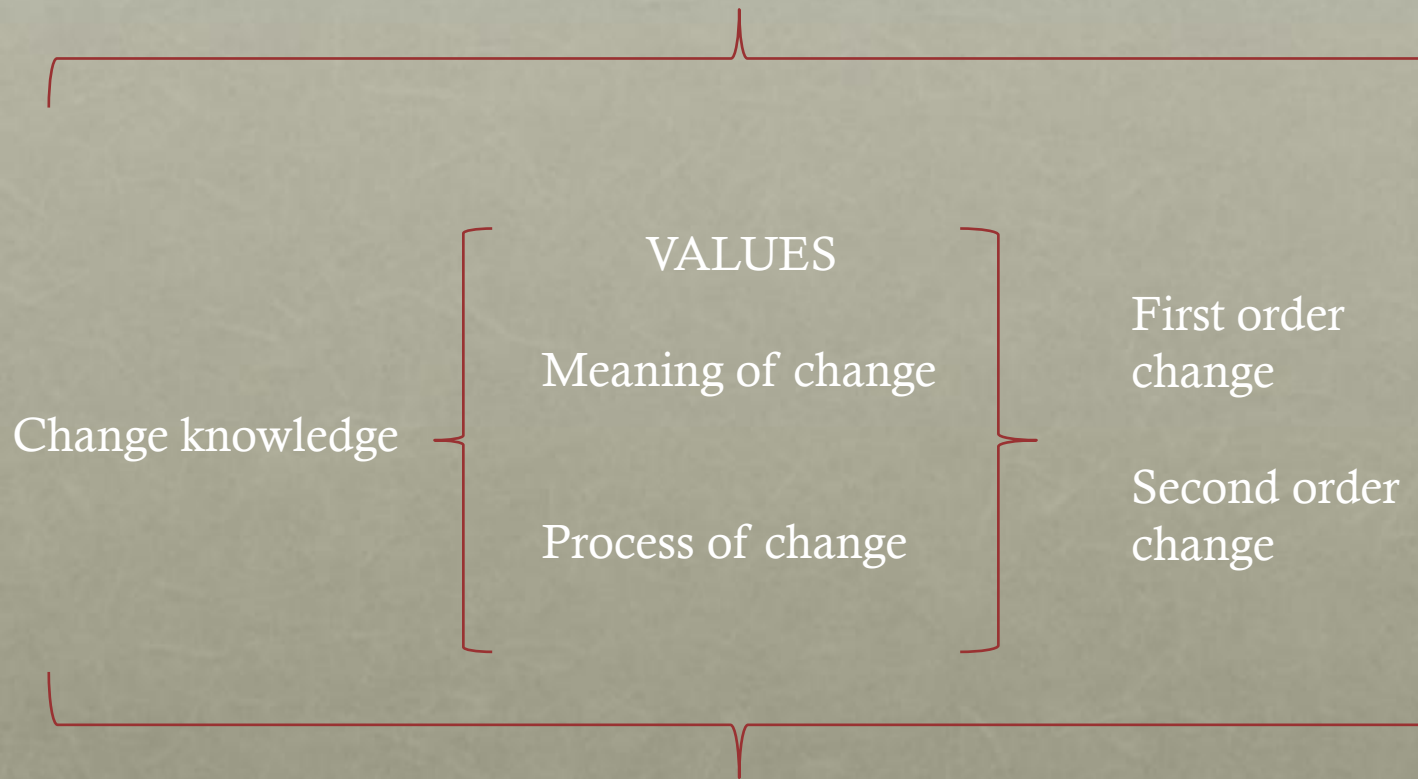 Change knowledge
VALUES
Meaning of change
Process of change
First order
change
Second order
change